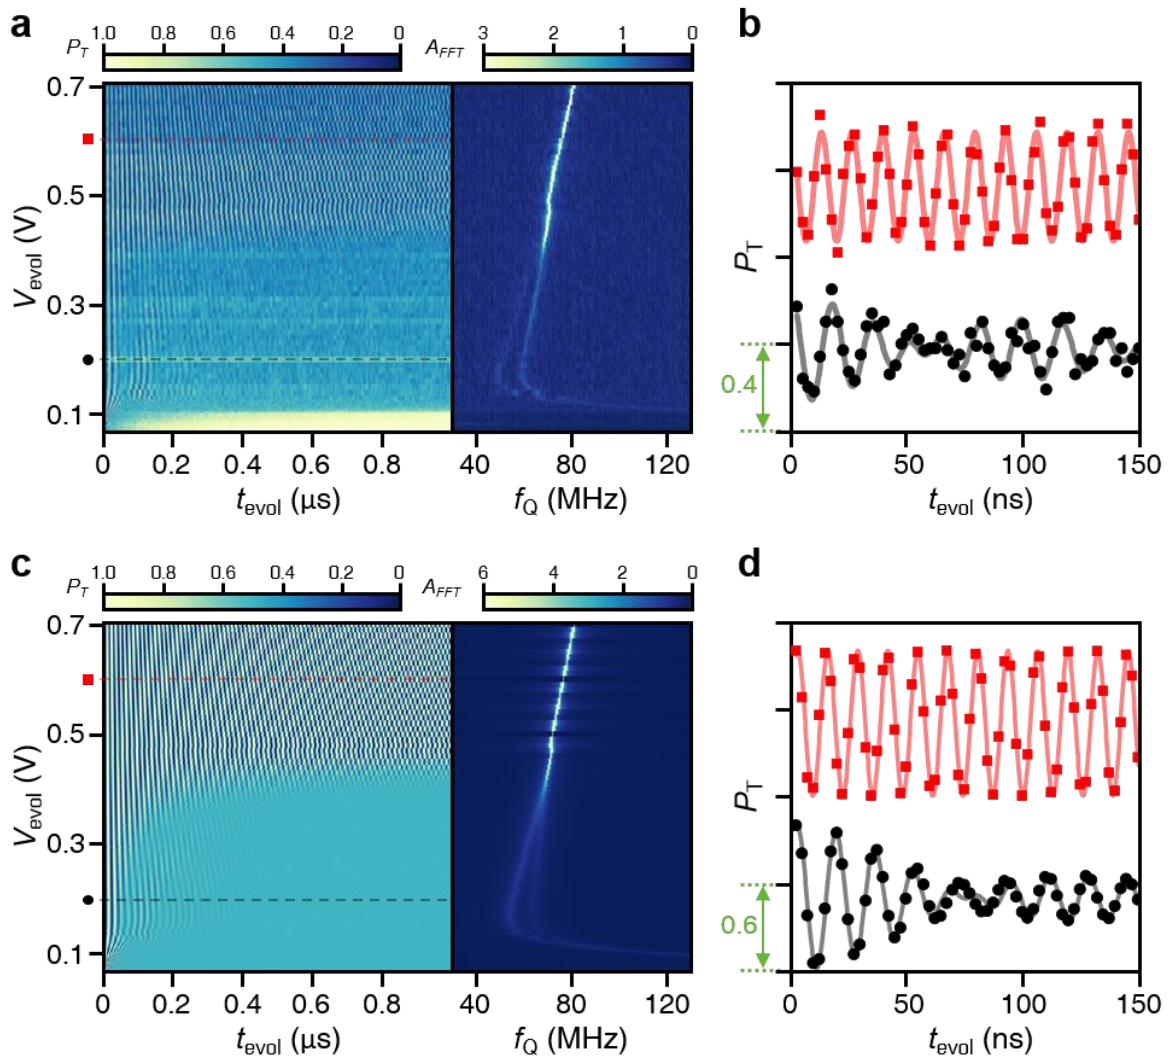 a
P_T 1.0 0.8 0.6 0.4 0.2 0
A_FFT 3 2 1 0
b
0.7
0.5
0.3
0.1
V_evol (V)
0 0.2 0.4 0.6 0.8
t_evol (µs)
40 80 120
f_Q (MHz)
P_T
0.4
0 50 100 150
t_evol (ns)
c
P_T 1.0 0.8 0.6 0.4 0.2 0
A_FFT 6 4 2 0
d
0.7
0.5
0.3
0.1
V_evol (V)
0 0.2 0.4 0.6 0.8
t_evol (µs)
40 80 120
f_Q (MHz)
P_T
0.6
0 50 100 150
t_evol (ns)